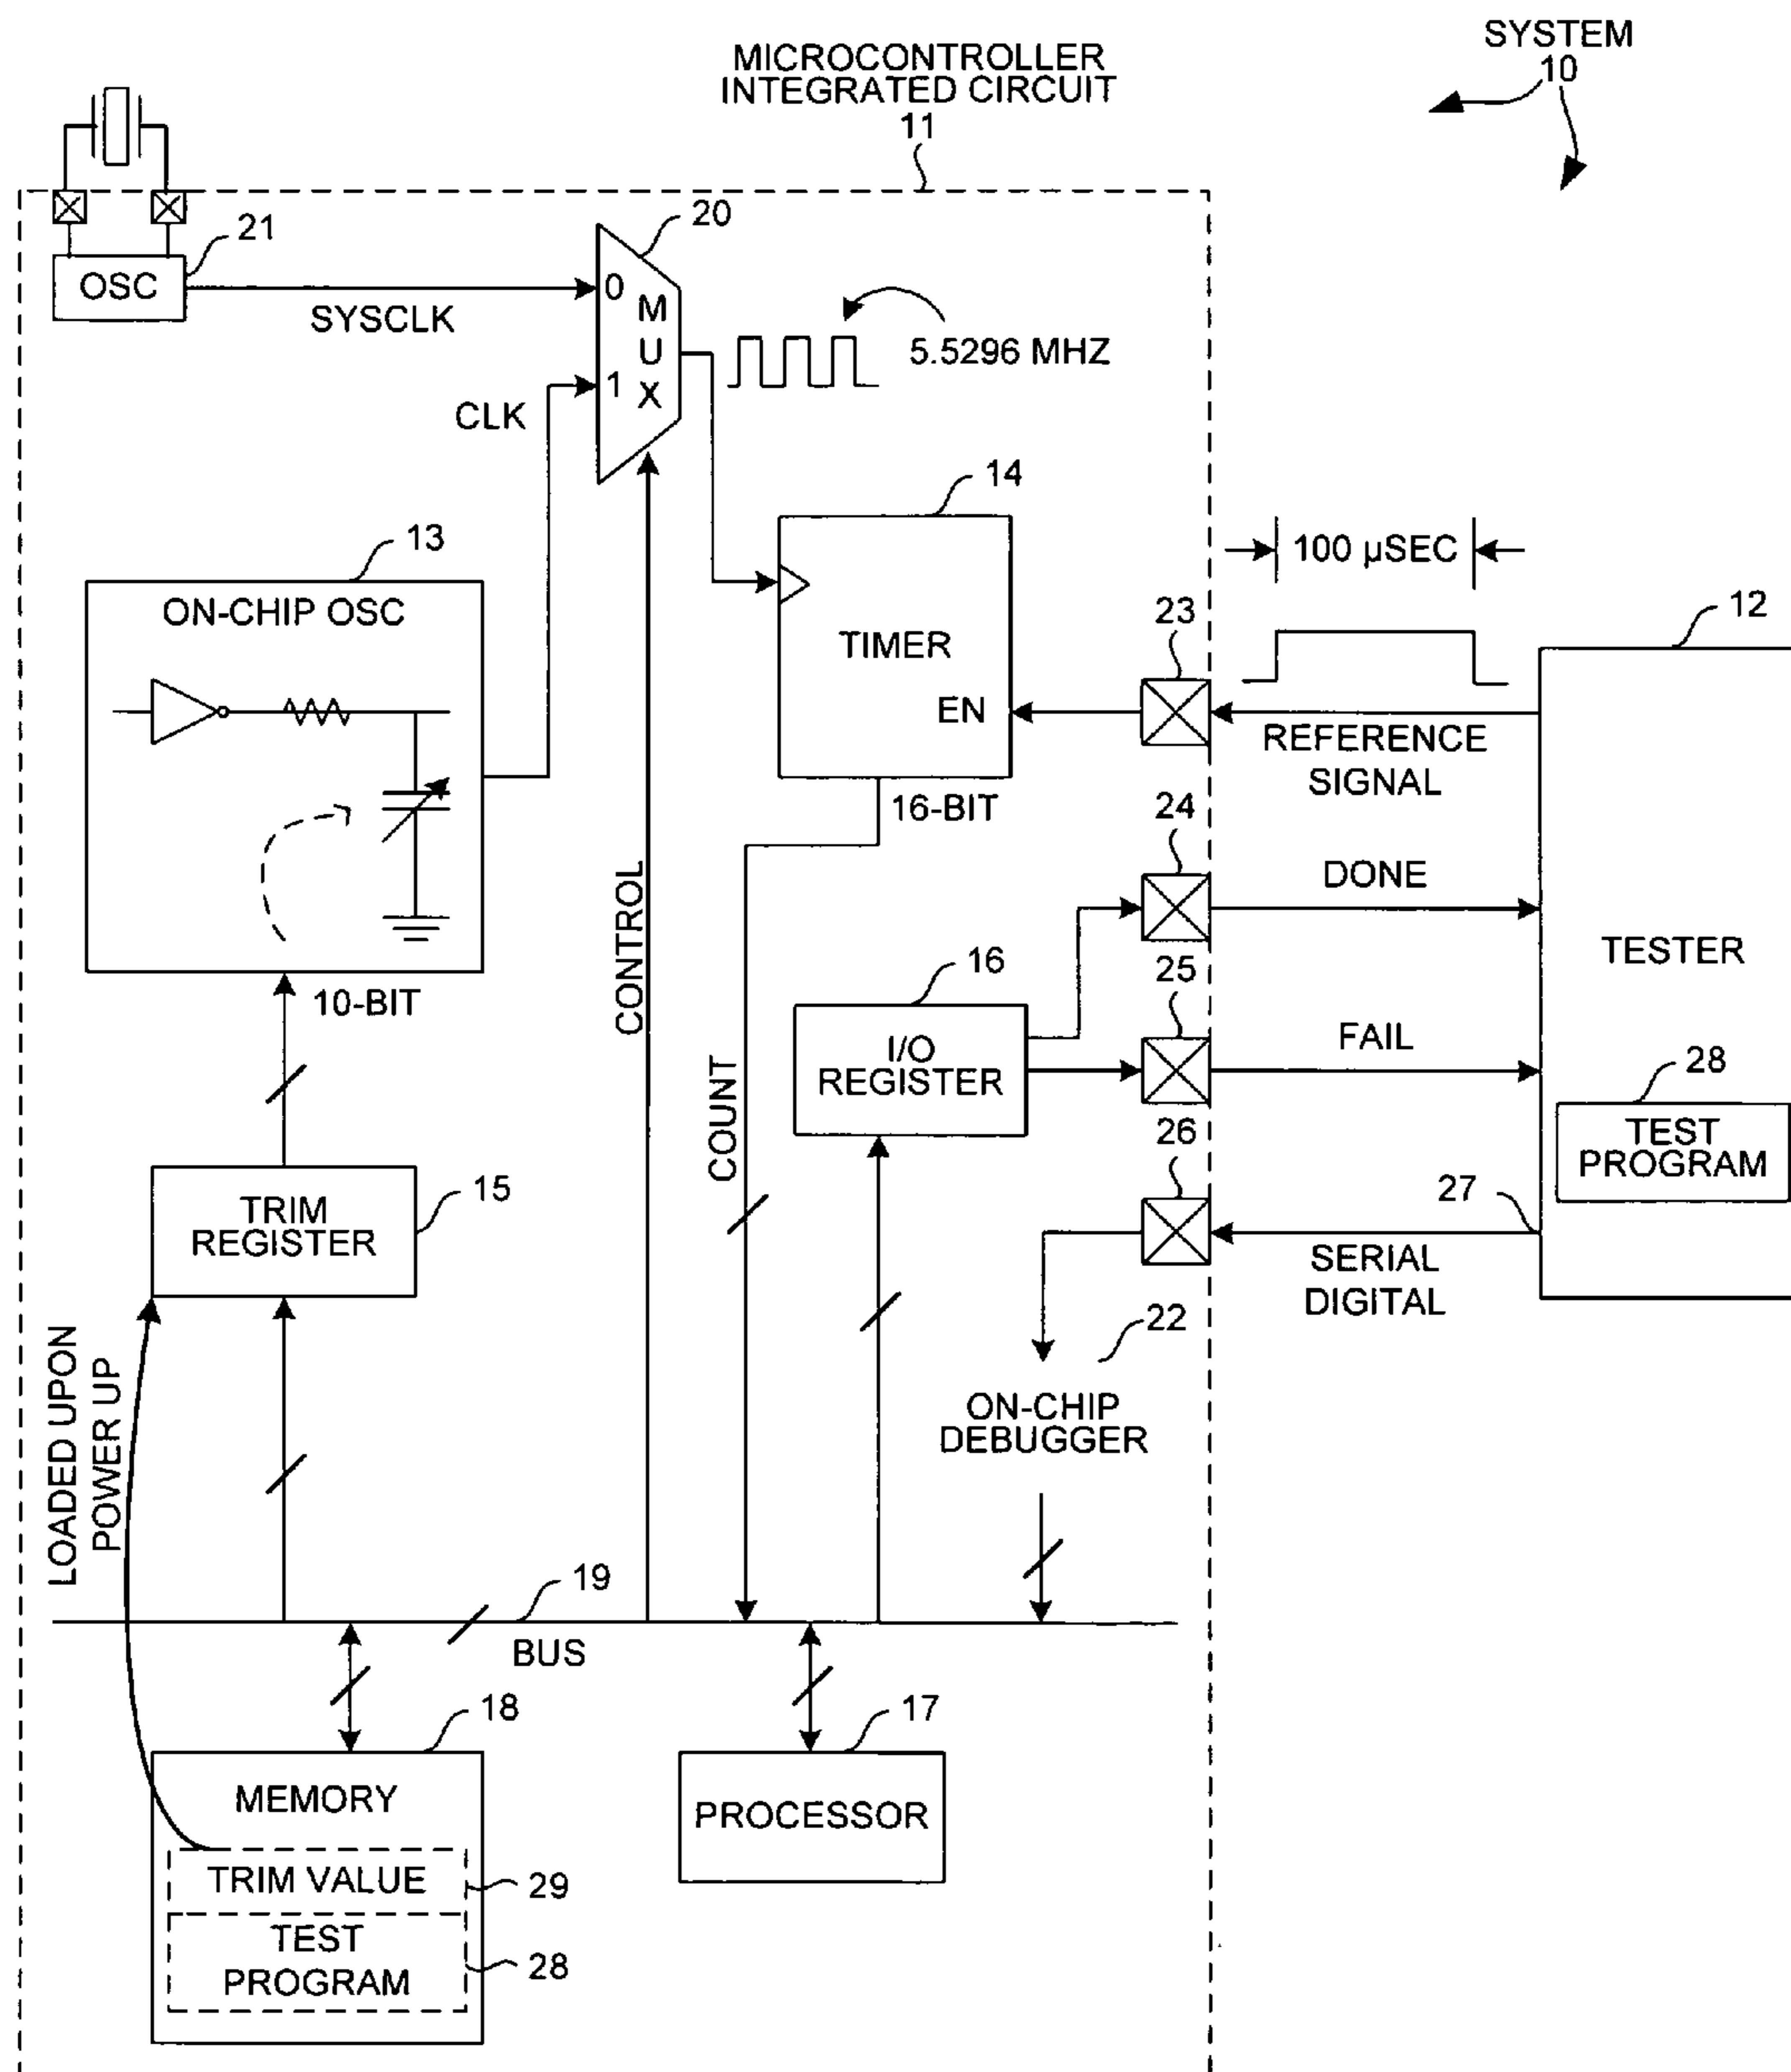 SYSTEM
10
MICROCONTROLLER
INTEGRATED CIRCUIT
11
21
OSC
SYSCLK
20
0
MUX
1
5.5296 MHZ
CLK
13
ON-CHIP OSC
10-BIT
14
TIMER
EN
16-BIT
100 µSEC
23
REFERENCE
SIGNAL
12
TESTER
24
DONE
16
I/O
REGISTER
25
FAIL
28
TEST
PROGRAM
26
27
SERIAL
DIGITAL
22
ON-CHIP
DEBUGGER
CONTROL
COUNT
15
TRIM
REGISTER
LOADED UPON
POWER UP
19
BUS
18
MEMORY
TRIM VALUE
29
TEST
PROGRAM
28
17
PROCESSOR